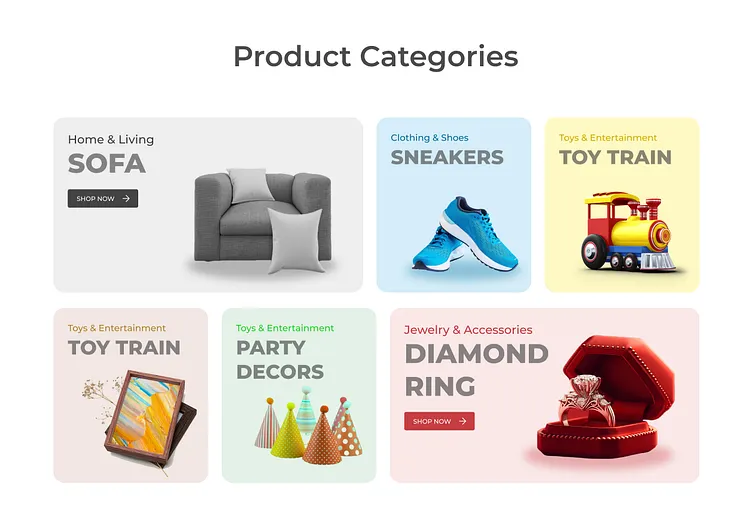 Product Categories
Home & Living
SOFA
SHOP NOW
Clothing & Shoes
SNEAKERS
Toys & Entertainment
TOY TRAIN
Toys & Entertainment
TOY TRAIN
Toys & Entertainment
PARTY
DECORS
Jewelry & Accessories
DIAMOND
RING
SHOP NOW